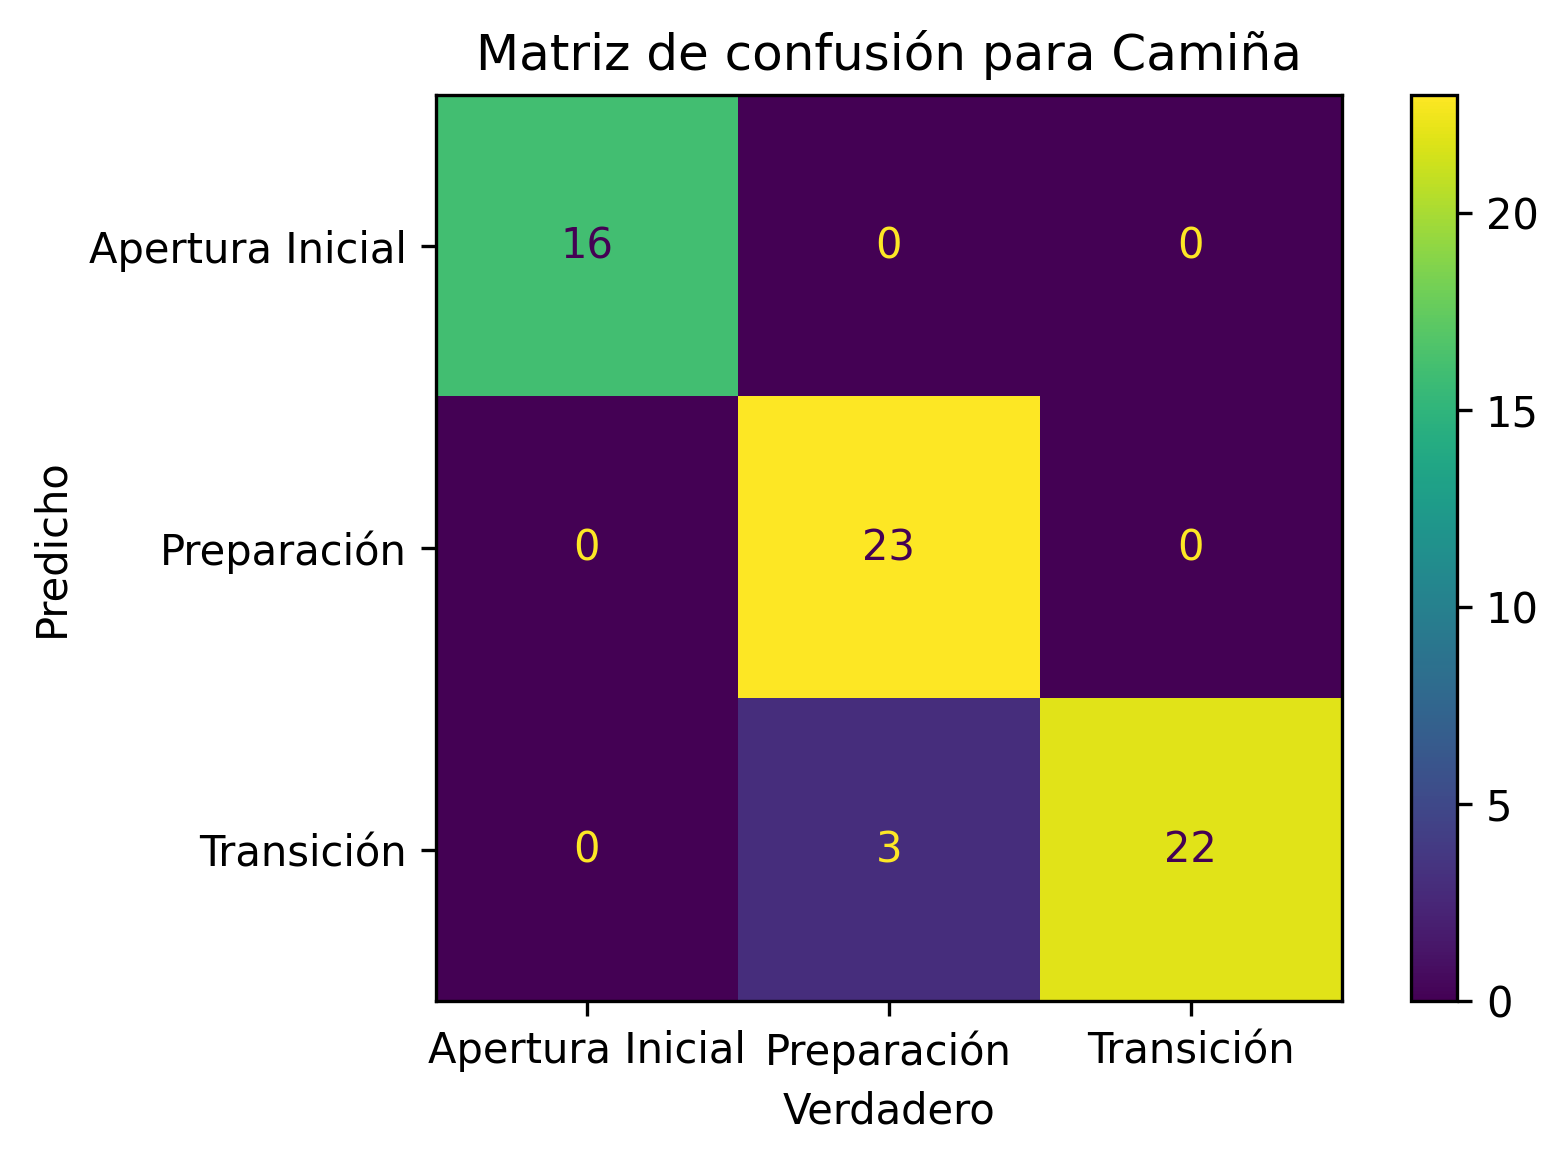 Matriz de confusión para Camiña
Apertura Inicial
16
0
0
20
15
Predicho
Preparación
0
23
0
10
5
Transición
0
3
22
0
Apertura Inicial
Preparación
Transición
Verdadero